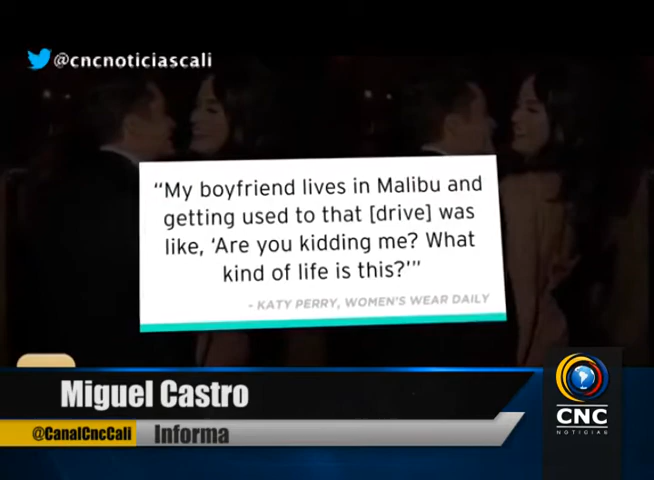 @cncnoticiascali
“My boyfriend lives in Malibu and
getting used to that [drive] was
like, ‘Are you kidding me? What
kind of life is this?’”
- KATY PERRY, WOMEN'S WEAR DAILY
Miguel Castro
@CanalCncCali Informa
CNC
NOTICIAS